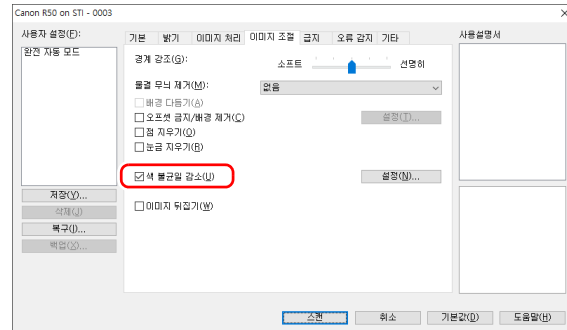 Canon R50 on STI - 0003
사용자 설정(F):
완전 자동 모드
저장(Y)...
삭제(J)
복구(I)...
백업(X)...
기본 밝기 이미지 처리 이미지 조절 급지 오류 감지 기타
경계 강조(G):
소프트 선명히
물결 무늬 제거(M):
없음
배경 다듬기(A)
오프셋 금지/배경 제거(C)
설정(T)...
점 지우기(O)
눈금 지우기(R)
색 불균일 감소(U)
설정(N)...
이미지 뒤집기(W)
사용설명서
스캔 취소 기본값(D) 도움말(H)